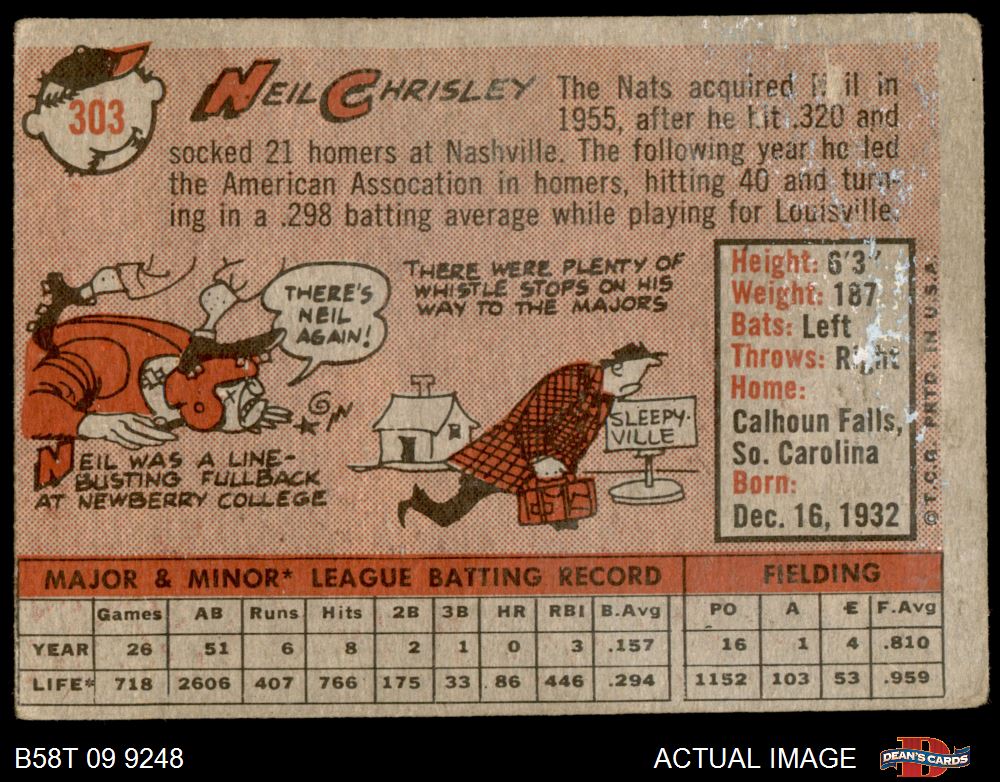 303
NEIL CHRISLEY
The Nats acquired Neil in
1955, after he hit .320 and
socked 21 homers at Nashville. The following year he led
the American Assocation in homers, hitting 40 and turn-
ing in a .298 batting average while playing for Louisville.
THERE'S
NEIL
AGAIN!
THERE WERE PLENTY OF
WHISTLE STOPS ON HIS
WAY TO THE MAJORS
SLEEPY-
VILLE
NEIL WAS A LINE-
BUSTING FULLBACK
AT NEWBERRY COLLEGE
Height: 6'3"
Weight: 187
Bats: Left
Throws: Right
Home:
Calhoun Falls,
So. Carolina
Born:
Dec. 16, 1932
© T.C.G. PRTD. IN U.S.A.
MAJOR & MINOR* LEAGUE BATTING RECORD FIELDING
Games AB Runs Hits 2B 3B HR RBI B.Avg PO A E F.Avg
YEAR 26 51 6 8 2 1 0 3 .157 16 1 4 .810
LIFE* 718 2606 407 766 175 33 86 446 .294 1152 103 53 .959
B58T 09 9248
ACTUAL IMAGE
DEAN'S CARDS